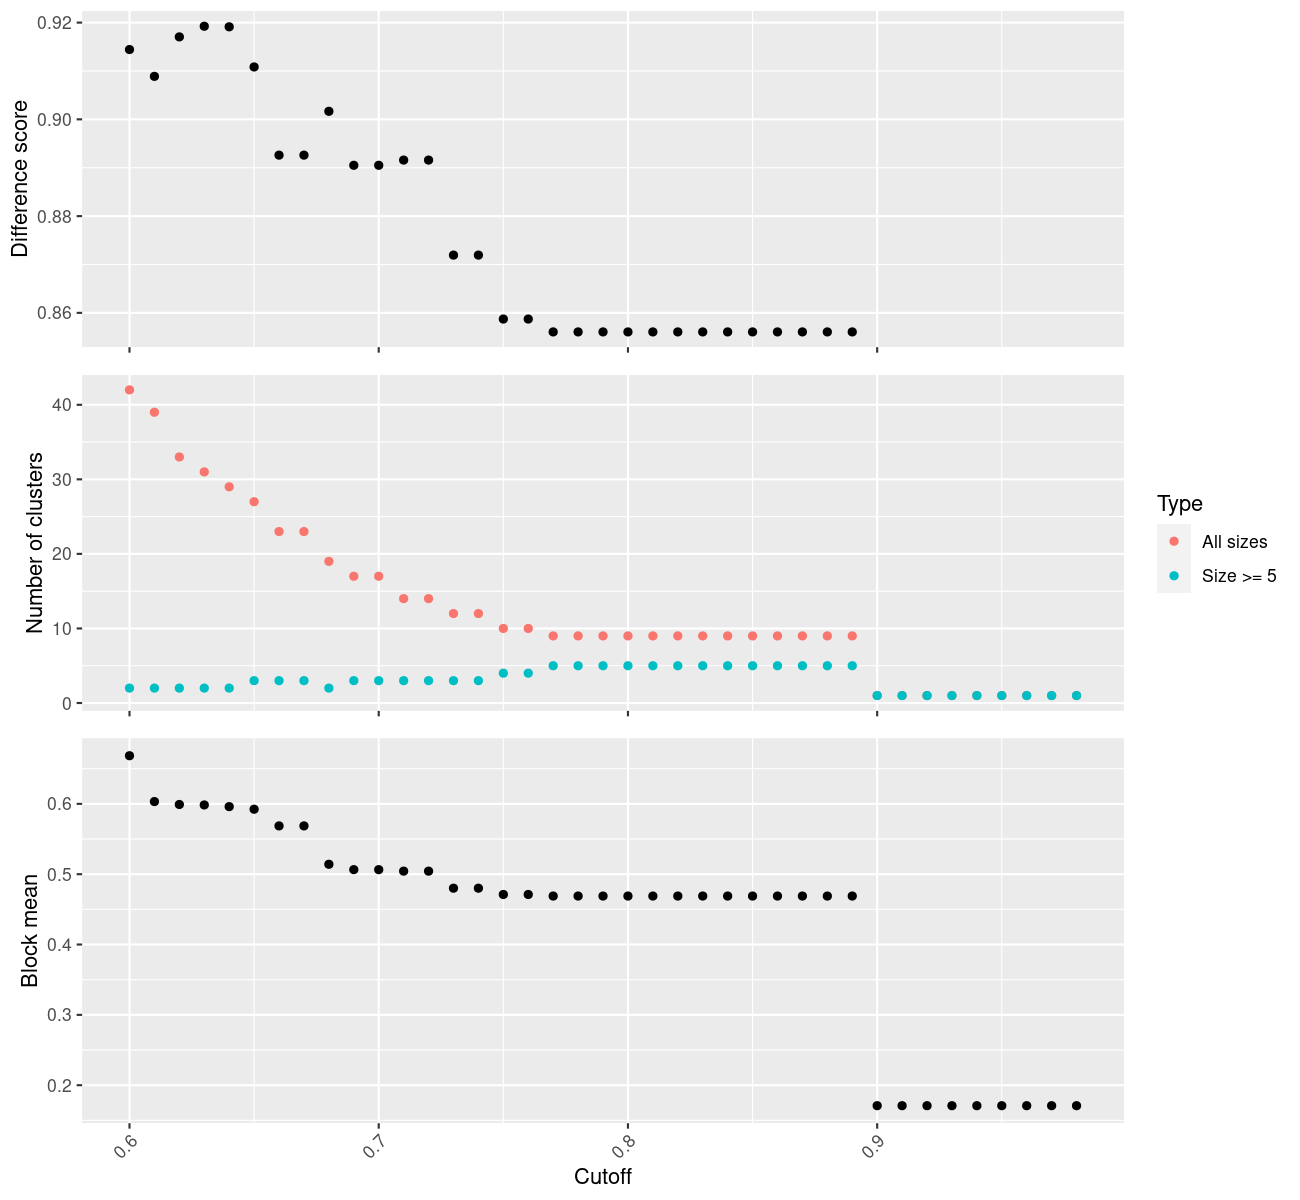 Difference score
0.92
0.90
0.88
0.86
Number of clusters
40
30
20
10
0
Type
All sizes
Size >= 5
Block mean
0.6
0.5
0.4
0.3
0.2
0.6 0.7 0.8 0.9
Cutoff